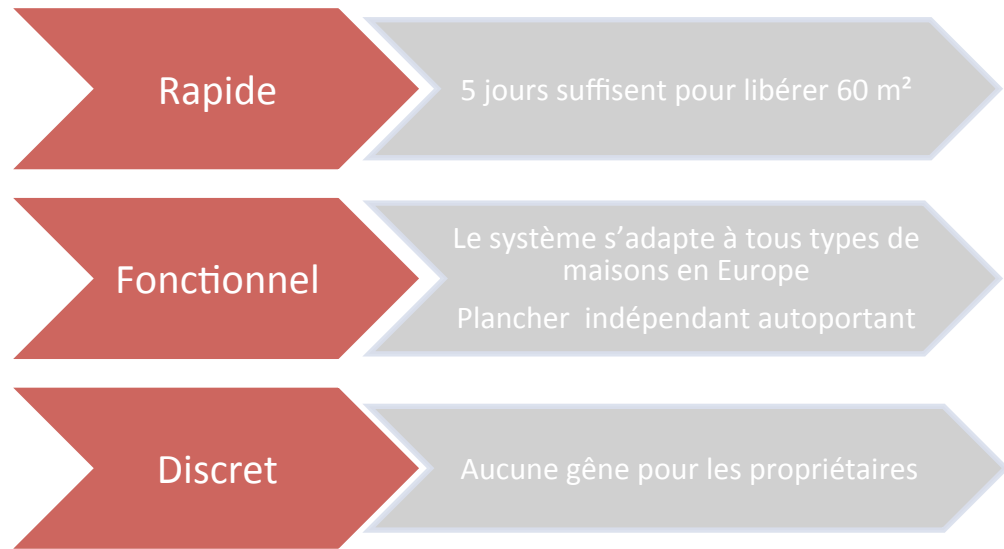 Rapide
5 jours suffisent pour libérer 60 m²
Fonctionnel
Le système s’adapte à tous types de
maisons en Europe
Plancher  indépendant autoportant
Discret
Aucune gêne pour les propriétaires